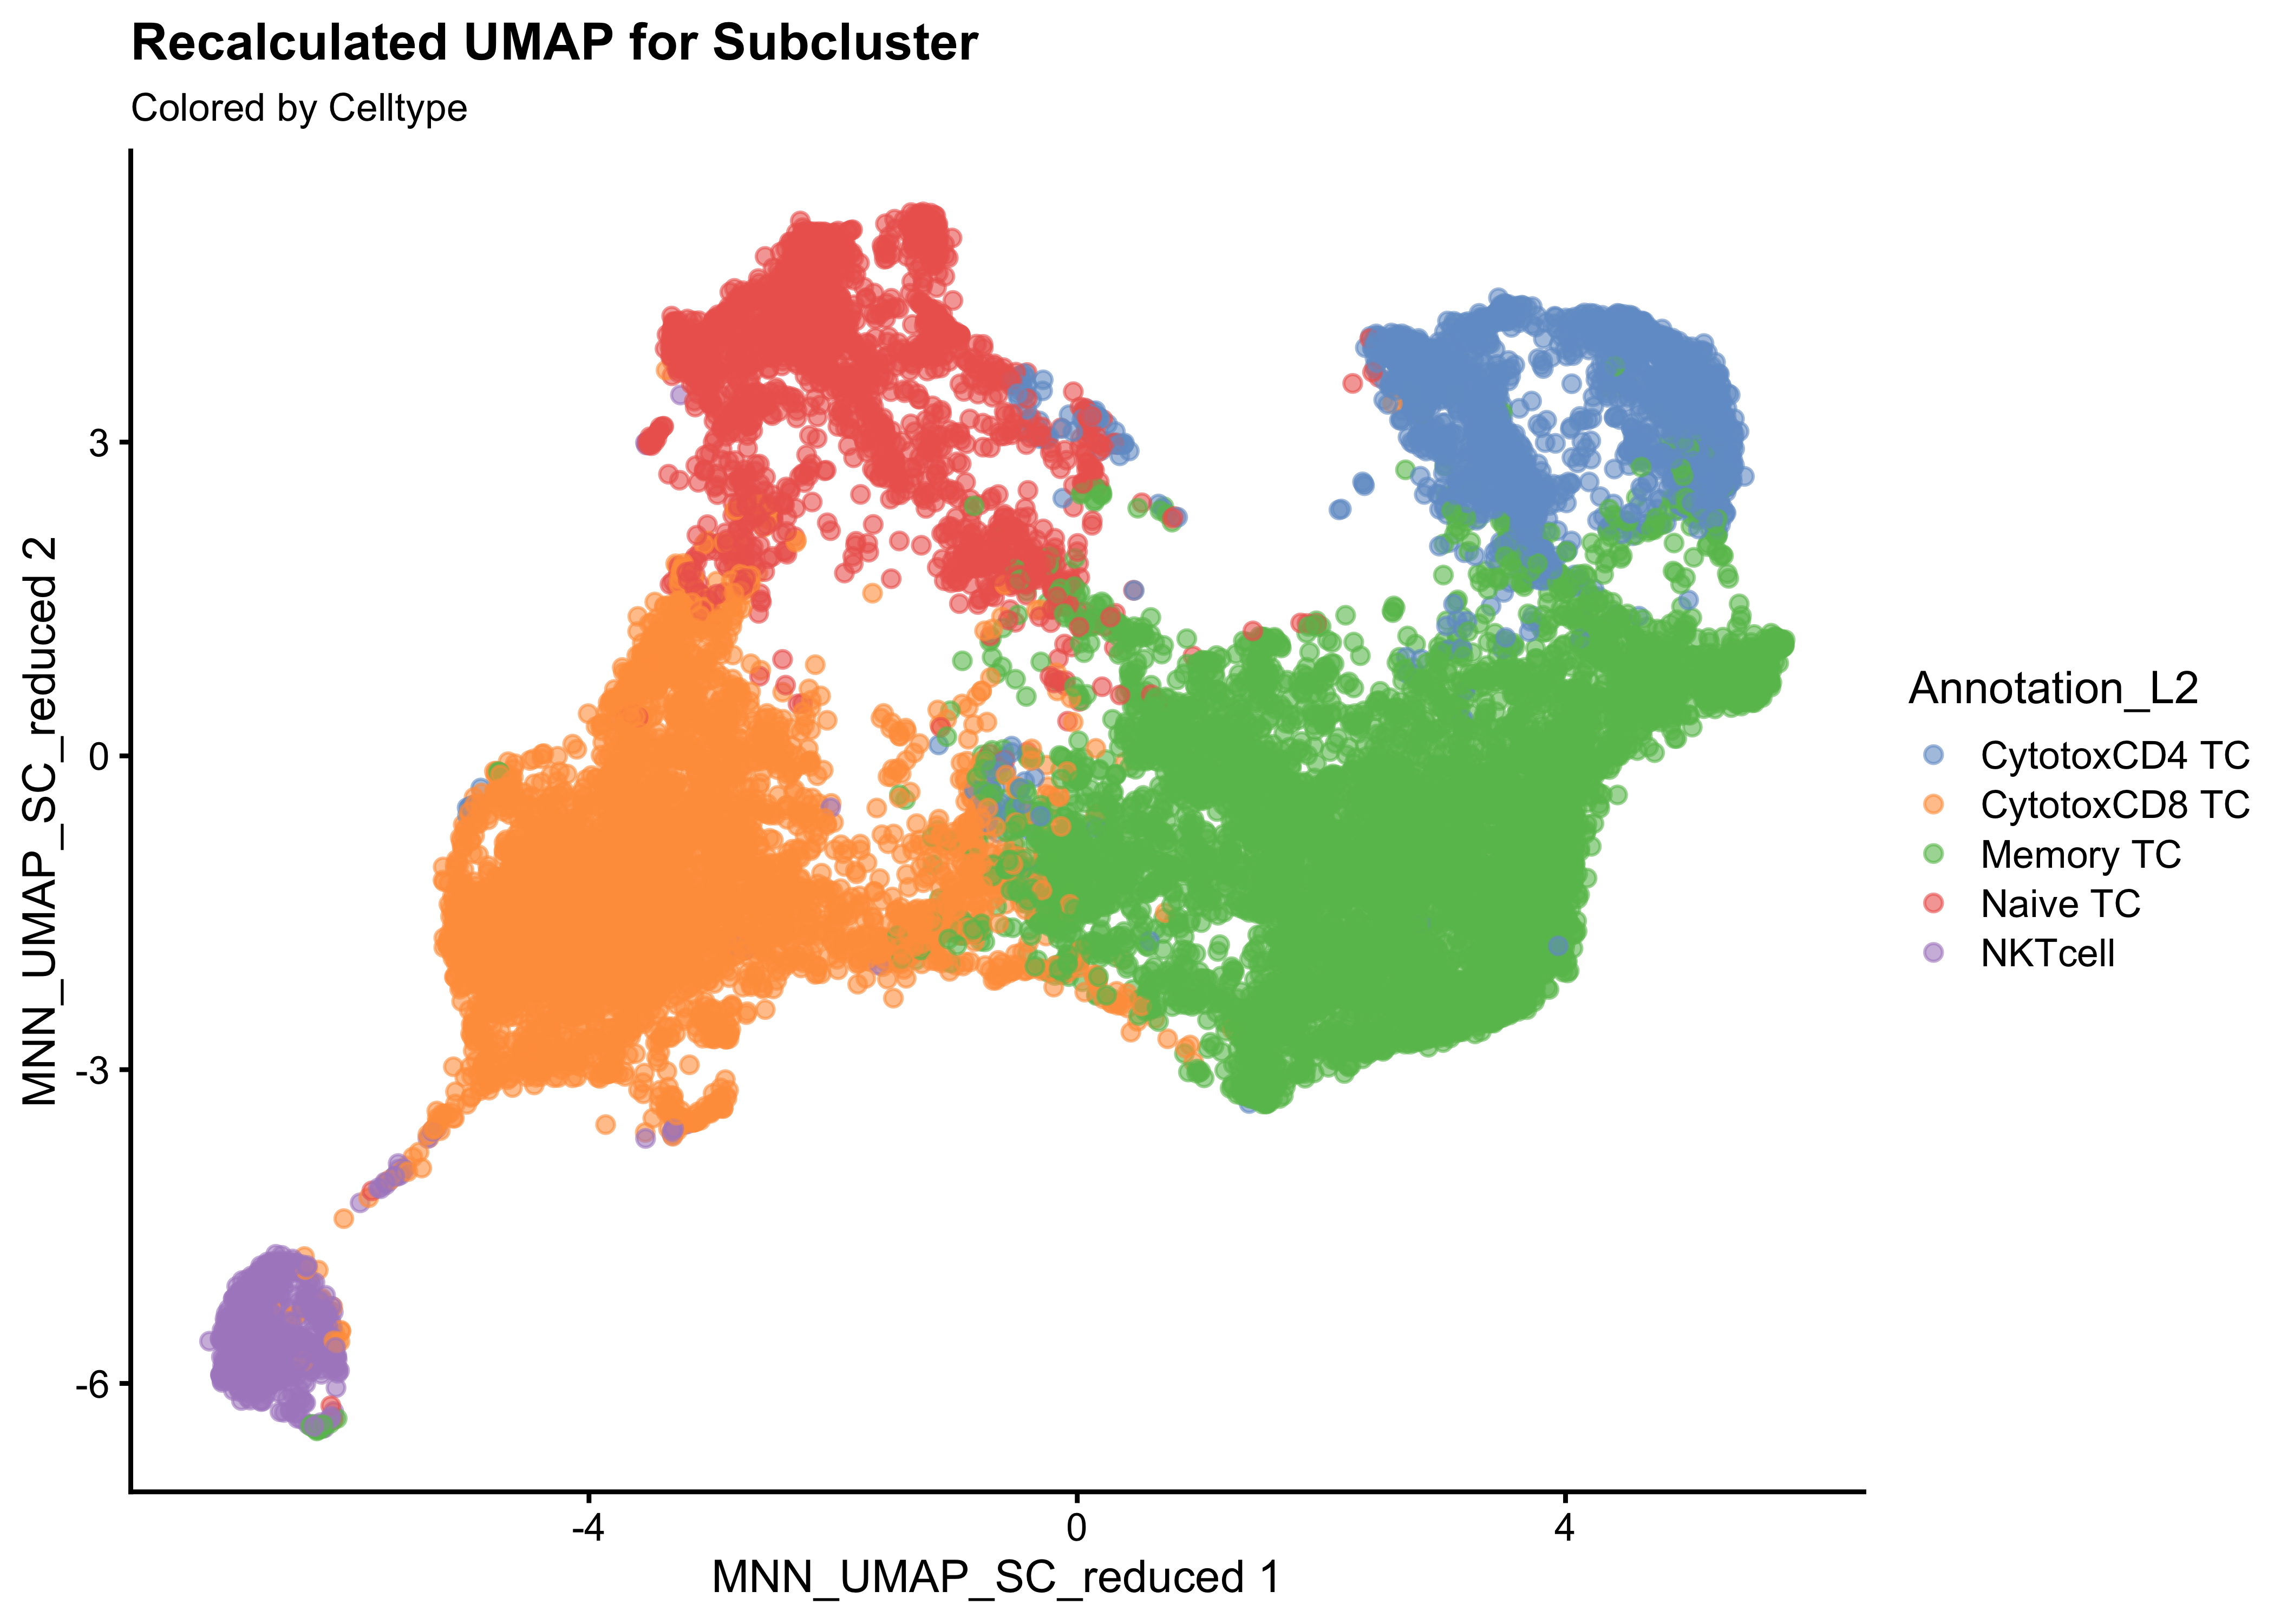 Recalculated UMAP for Subcluster
Colored by Celltype
MNN_UMAP_SC_reduced 2
3
0
-3
-6
-4
0
4
MNN_UMAP_SC_reduced 1
Annotation_L2
CytotoxCD4 TC
CytotoxCD8 TC
Memory TC
Naive TC
NKTcell